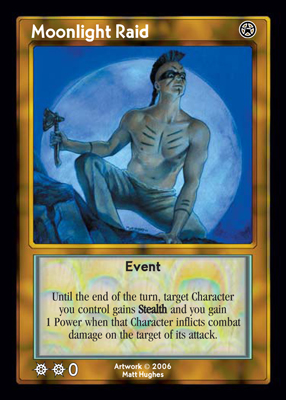 Moonlight Raid
Event
Until the end of the turn, target Character
you control gains Stealth and you gain
1 Power when that Character inflicts combat
damage on the target of its attack.
Artwork © 2006
Matt Hughes
0